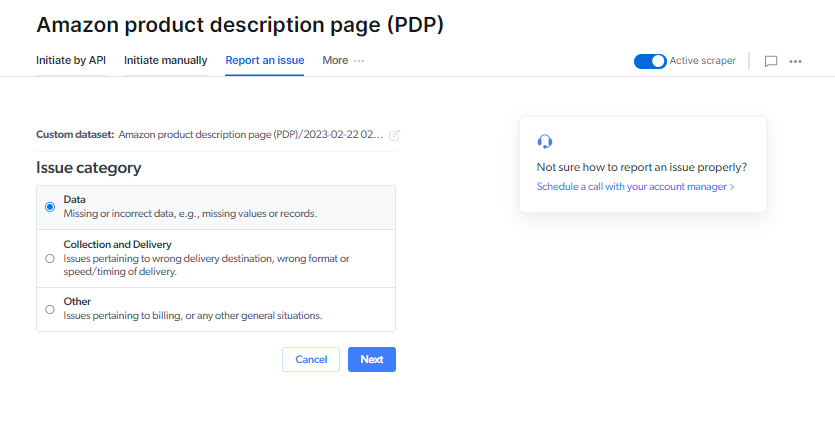 Amazon product description page (PDP)
Initiate by API Initiate manually Report an issue More ···
Active scraper
Custom dataset: Amazon product description page (PDP)/2023-02-22 02...
Issue category
Data
Missing or incorrect data, e.g., missing values or records.
Collection and Delivery
Issues pertaining to wrong delivery destination, wrong format or
speed/timing of delivery.
Other
Issues pertaining to billing, or any other general situations.
Cancel Next
Not sure how to report an issue properly?
Schedule a call with your account manager >